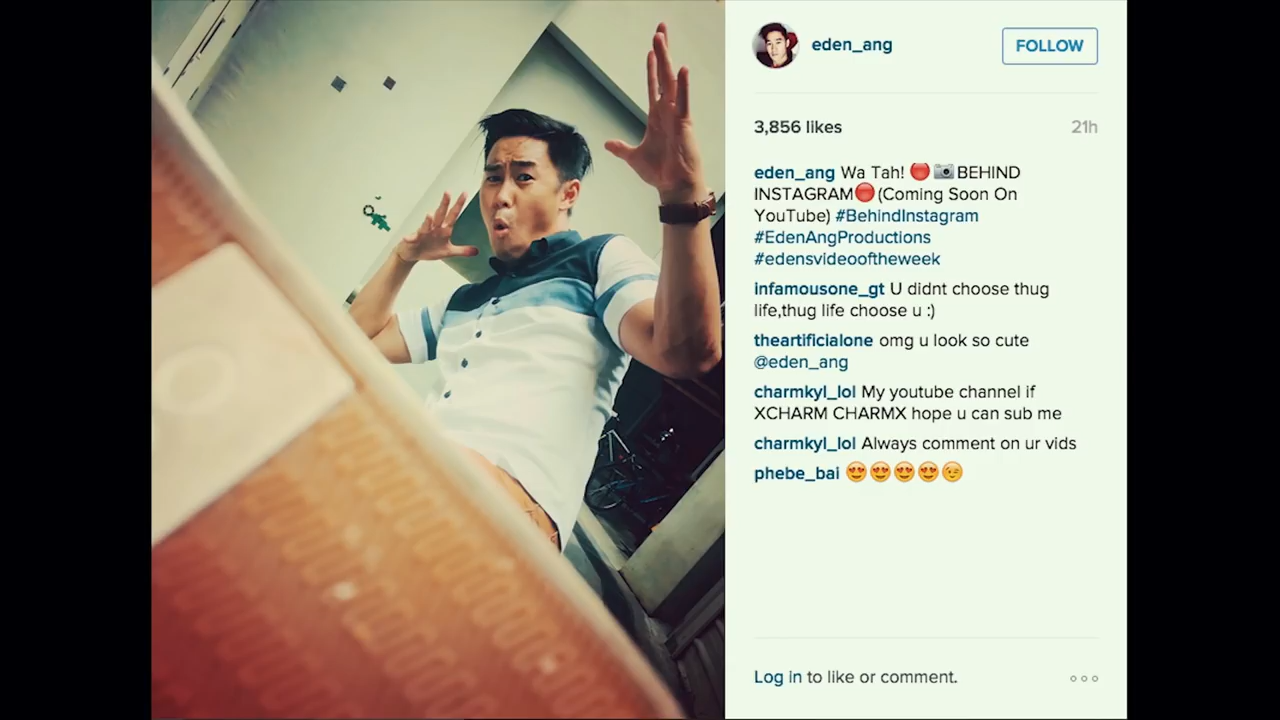 eden_ang
FOLLOW
3,856 likes
21h
eden_ang Wa Tah! 🔴📷BEHIND
INSTAGRAM🔴(Coming Soon On
YouTube) #BehindInstagram
#EdenAngProductions
#edensvideooftheweek
infamousone_gt U didnt choose thug
life,thug life choose u :)
theartificialone omg u look so cute
@eden_ang
charmkyl_lol My youtube channel if
XCHARM CHARMX hope u can sub me
charmkyl_lol Always comment on ur vids
phebe_bai 😍😍😍😍😉
Log in to like or comment.